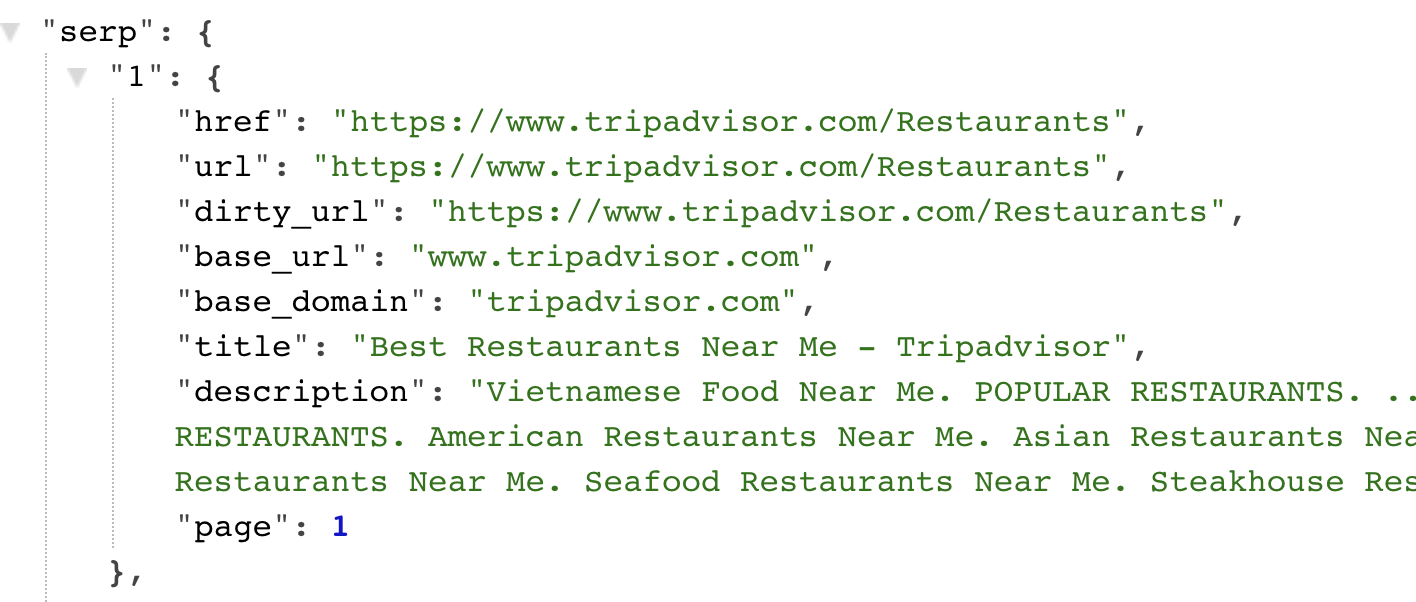 "serp": {
"1": {
"href": "https://www.tripadvisor.com/Restaurants",
"url": "https://www.tripadvisor.com/Restaurants",
"dirty_url": "https://www.tripadvisor.com/Restaurants",
"base_url": "www.tripadvisor.com",
"base_domain": "tripadvisor.com",
"title": "Best Restaurants Near Me - Tripadvisor",
"description": "Vietnamese Food Near Me. POPULAR RESTAURANTS. ..
RESTAURANTS. American Restaurants Near Me. Asian Restaurants Nea
Restaurants Near Me. Seafood Restaurants Near Me. Steakhouse Res
"page": 1
},